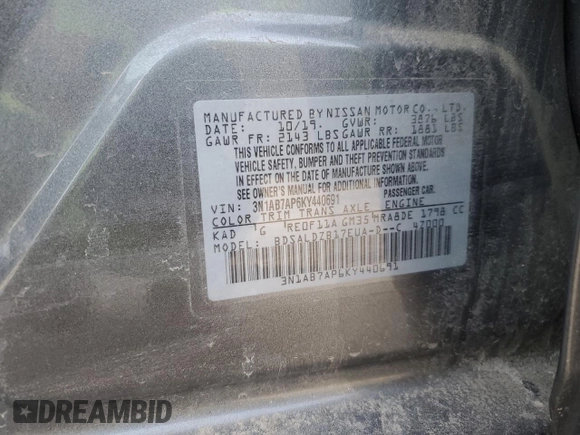 MANUFACTURED BY NISSAN MOTOR CO., LTD.
DATE: 10/19. GVWR: 3876 LBS
GAWR FR: 2143 LBS GAWR RR: 1881 LBS
THIS VEHICLE CONFORMS TO ALL APPLICABLE FEDERAL MOTOR
VEHICLE SAFETY, BUMPER AND THEFT PREVENTION STANDARDS
IN EFFECT ON THE DATE OF MANUFACTURE SHOWN ABOVE.
SEE OWNER'S MANUAL FOR ADDITIONAL INFORMATION
VIN: 3N1AB7AP6KY440691 PASSENGER CAR
COLOR TRIM TRANS AXLE ENGINE
KAD G RE0F11A GM35 MRA8DE 1798 CC
MODEL: BDSALDZB17EUA-D--C 47000
3N1AB7AP6KY440691
DREAMBID